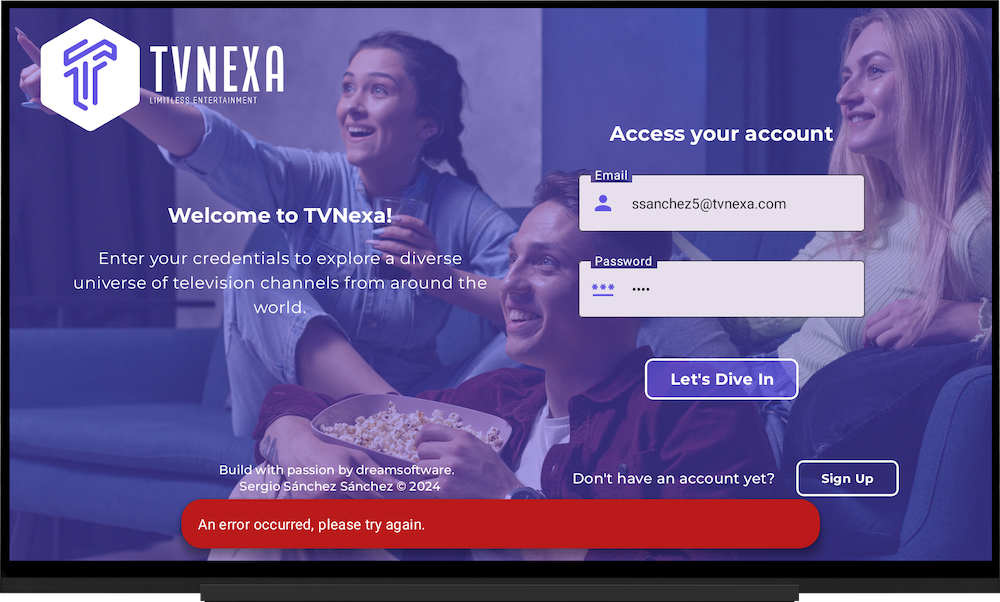 TVNEXA
LIMITLESS ENTERTAINMENT
Welcome to TVNexa!
Enter your credentials to explore a diverse
universe of television channels from around the
world.
Access your account
Email
ssanchez5@tvnexa.com
Password
***
••••
Let's Dive In
Build with passion by dreamsoftware.
Sergio Sánchez Sánchez © 2024
Don't have an account yet?
Sign Up
An error occurred, please try again.